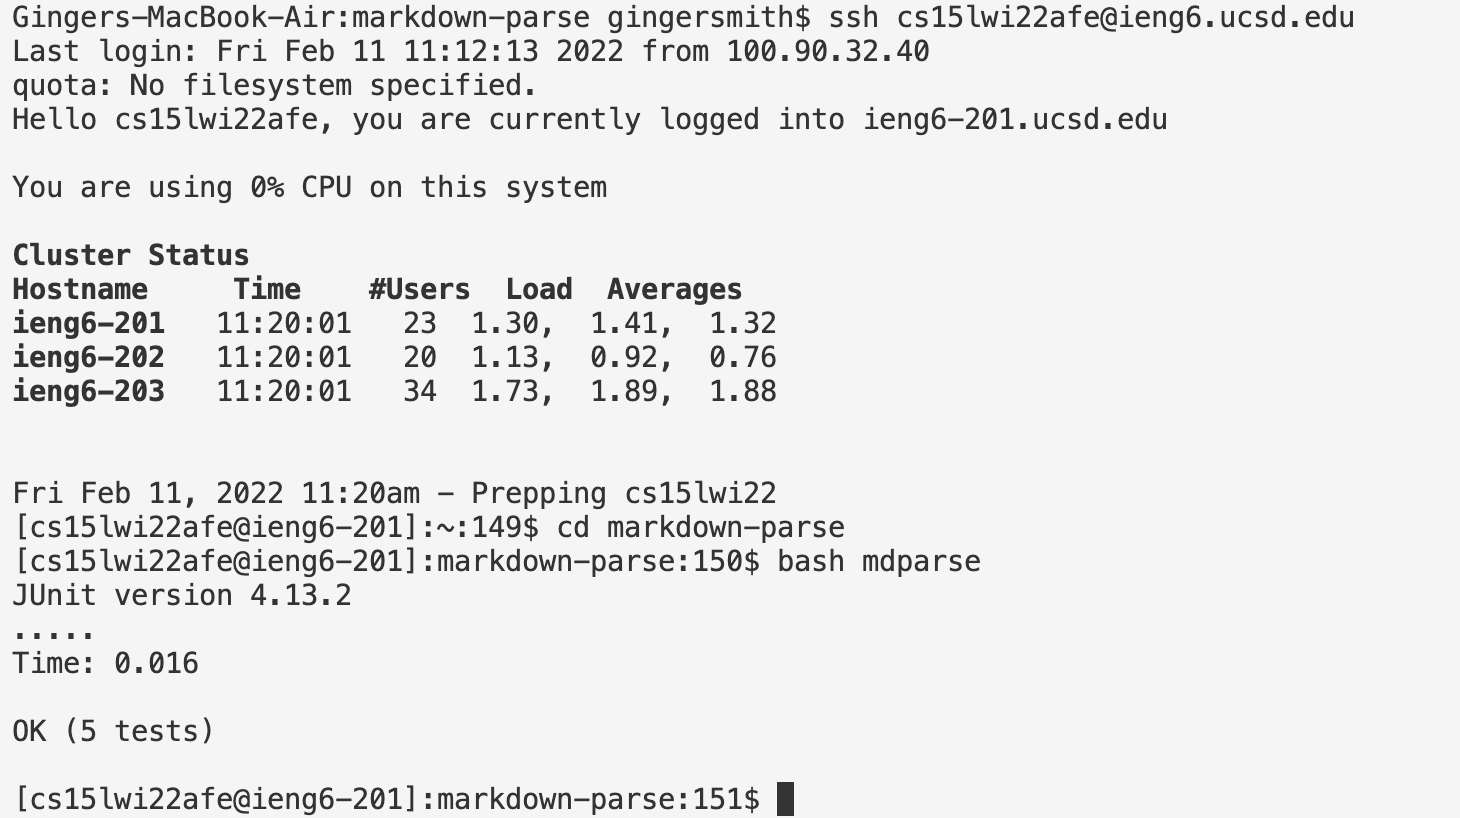 Gingers-MacBook-Air:markdown-parse gingersmith$ ssh cs15lwi22afe@ieng6.ucsd.edu
Last login: Fri Feb 11 11:12:13 2022 from 100.90.32.40
quota: No filesystem specified.
Hello cs15lwi22afe, you are currently logged into ieng6-201.ucsd.edu
You are using 0% CPU on this system
Cluster Status
Hostname     Time    #Users  Load  Averages
ieng6-201   11:20:01   23  1.30,  1.41,  1.32
ieng6-202   11:20:01   20  1.13,  0.92,  0.76
ieng6-203   11:20:01   34  1.73,  1.89,  1.88
Fri Feb 11, 2022 11:20am - Prepping cs15lwi22
[cs15lwi22afe@ieng6-201]:~:149$ cd markdown-parse
[cs15lwi22afe@ieng6-201]:markdown-parse:150$ bash mdparse
JUnit version 4.13.2
.....
Time: 0.016
OK (5 tests)
[cs15lwi22afe@ieng6-201]:markdown-parse:151$